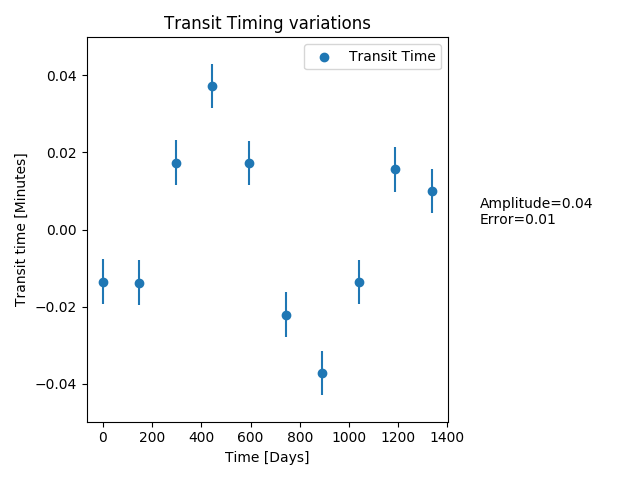 Transit Timing variations
Transit Time
0.04
0.02
0.00
−0.02
−0.04
Transit time [Minutes]
0 200 400 600 800 1000 1200 1400
Time [Days]
Amplitude=0.04
Error=0.01